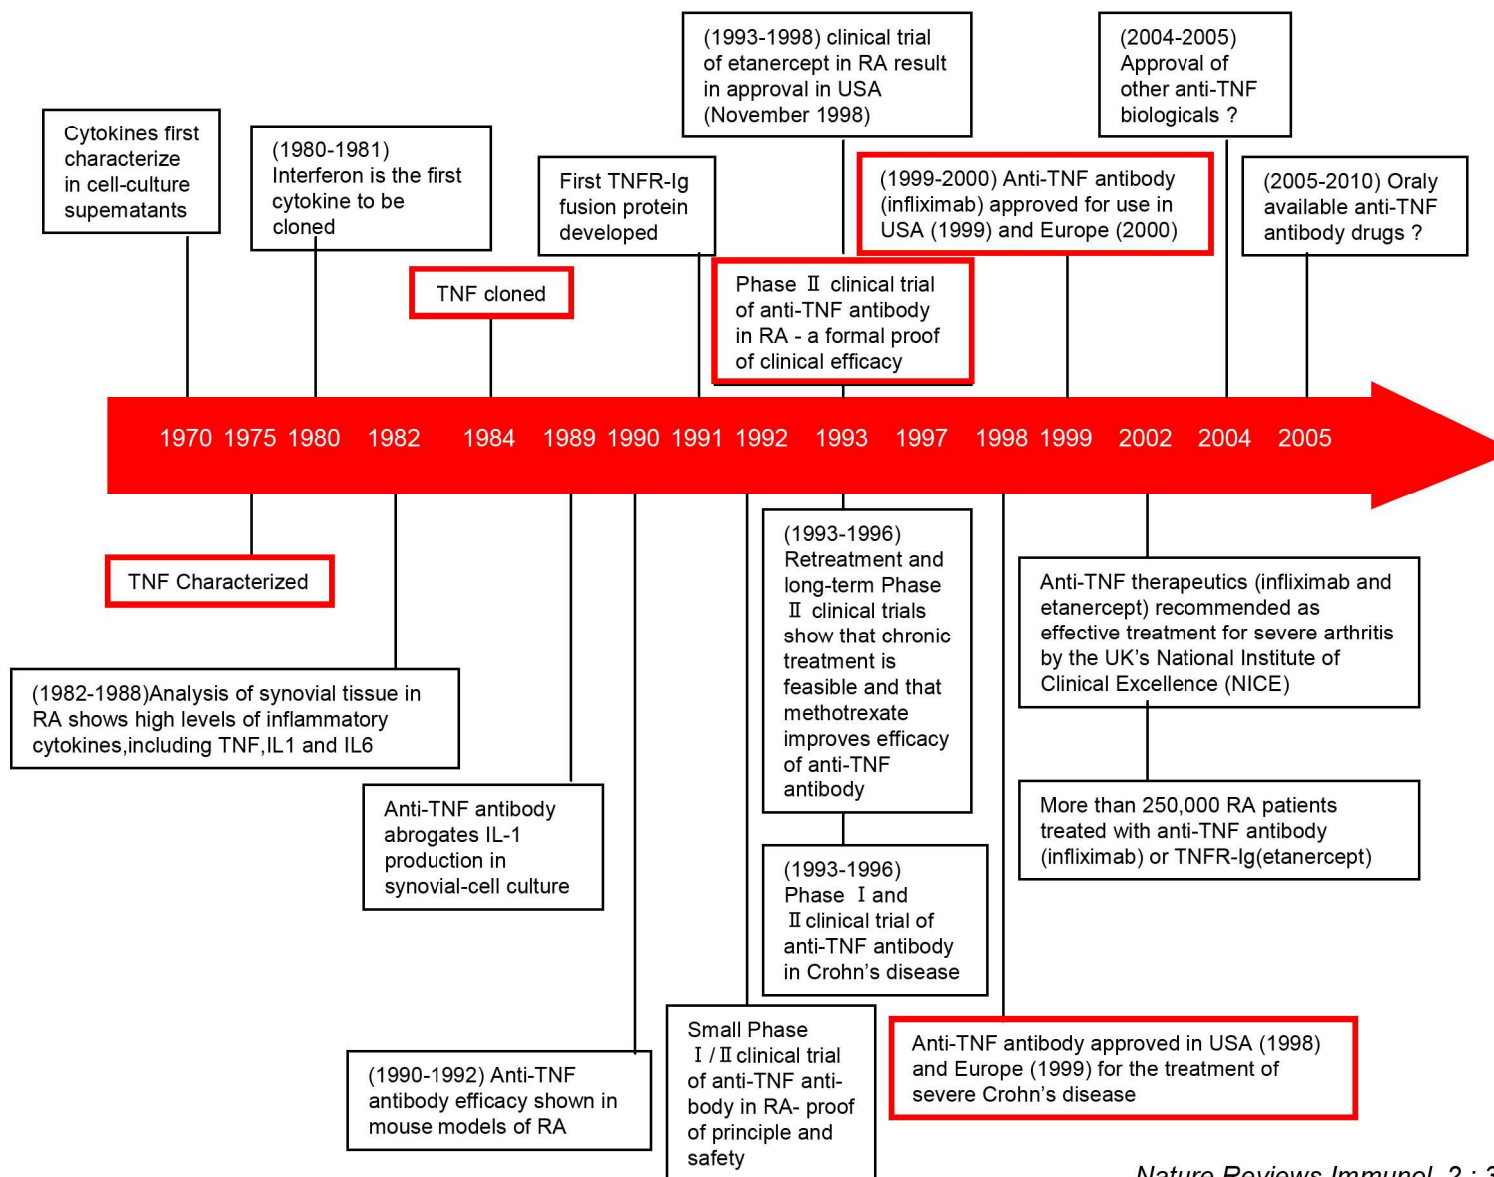 Cytokines first
characterize
in cell-culture
supematants
(1980-1981)
Interferon is the first
cytokine to be
cloned
TNF cloned
First TNFR-Ig
fusion protein
developed
(1993-1998) clinical trial
of etanercept in RA result
in approval in USA
(November 1998)
Phase Ⅱ clinical trial
of anti-TNF antibody
in RA - a formal proof
of clinical efficacy
(1999-2000) Anti-TNF antibody
(infliximab) approved for use in
USA (1999) and Europe (2000)
(2004-2005)
Approval of
other anti-TNF
biologicals ?
(2005-2010) Oraly
available anti-TNF
antibody drugs ?
1970 1975 1980 1982 1984 1989 1990 1991 1992 1993 1997 1998 1999 2002 2004 2005
TNF Characterized
(1982-1988)Analysis of synovial tissue in
RA shows high levels of inflammatory
cytokines,including TNF,IL1 and IL6
Anti-TNF antibody
abrogates IL-1
production in
synovial-cell culture
(1990-1992) Anti-TNF
antibody efficacy shown in
mouse models of RA
Small Phase
Ⅰ/Ⅱ clinical trial
of anti-TNF anti-
body in RA- proof
of principle and
safety
(1993-1996)
Retreatment and
long-term Phase
Ⅱ clinical trials
show that chronic
treatment is
feasible and that
methotrexate
improves efficacy
of anti-TNF
antibody
(1993-1996)
Phase Ⅰ and
Ⅱ clinical trial of
anti-TNF antibody
in Crohn's disease
Anti-TNF antibody approved in USA (1998)
and Europe (1999) for the treatment of
severe Crohn's disease
Anti-TNF therapeutics (infliximab and
etanercept) recommended as
effective treatment for severe arthritis
by the UK's National Institute of
Clinical Excellence (NICE)
More than 250,000 RA patients
treated with anti-TNF antibody
(infliximab) or TNFR-Ig(etanercept)
Nature Reviews Immunol. 2 : 3